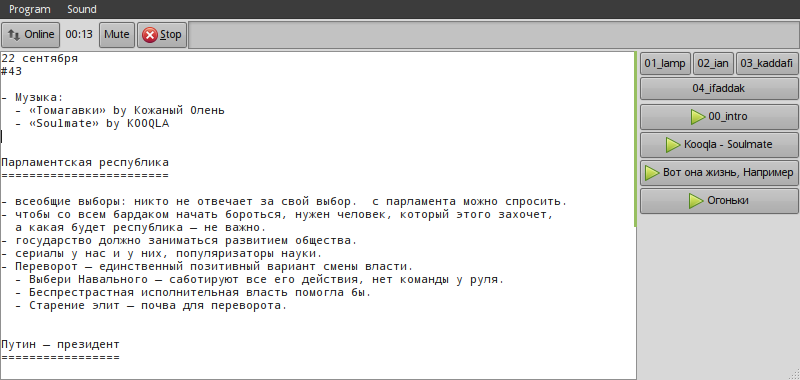 Program Sound
Online 00:13 Mute Stop
22 сентября
#43
- Музыка:
- «Томагавки» by Кожаный Олень
- «Soulmate» by KOOQLA
Парламентская республика
========================
- всеобщие выборы: никто не отвечает за свой выбор.  с парламента можно спросить.
- чтобы со всем бардаком начать бороться, нужен человек, который этого захочет,
а какая будет республика — не важно.
- государство должно заниматься развитием общества.
- сериалы у нас и у них, популяризаторы науки.
- Переворот — единственный позитивный вариант смены власти.
- Выбери Навального — саботируют все его действия, нет команды у руля.
- Беспрестрастная исполнительная власть помогла бы.
- Старение элит — почва для переворота.
Путин — президент
=================
01_lamp 02_ian 03_kaddafi
04_ifaddak
00_intro
Kooqla - Soulmate
Вот она жизнь, Например
Огоньки